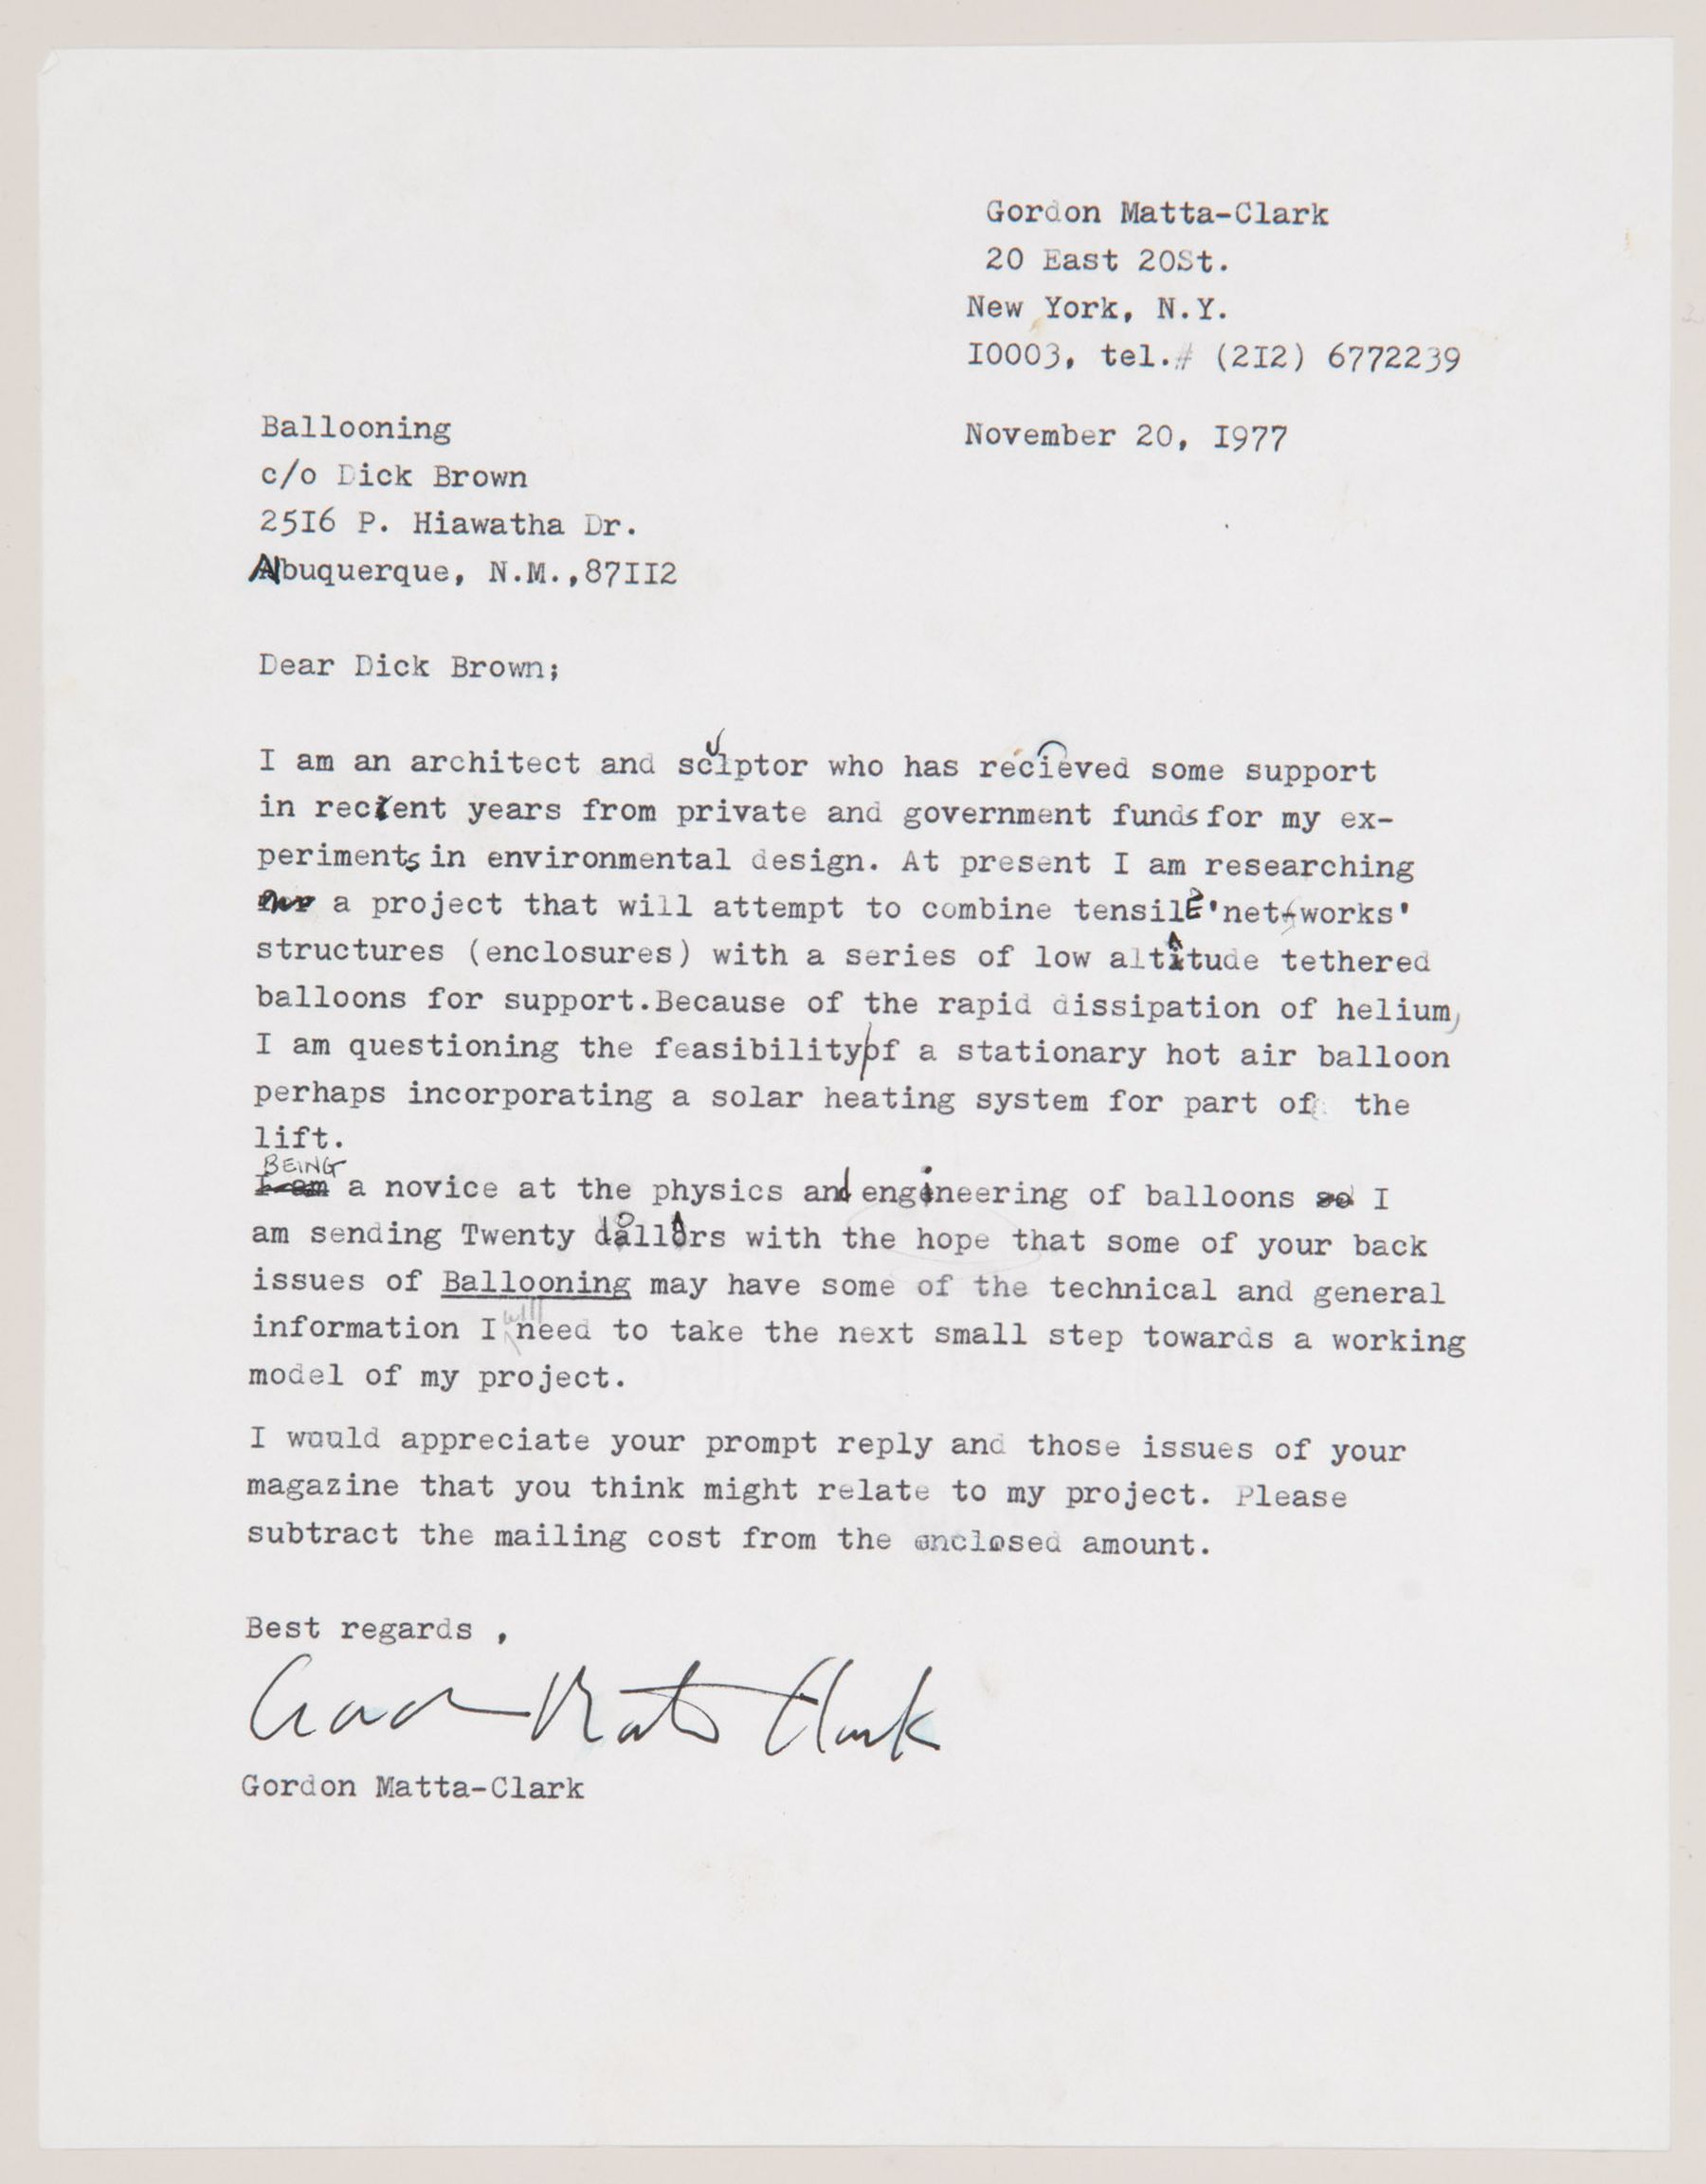 Gordon Matta-Clark
20 East 20St.
New York, N.Y.
I0003, tel.# (2I2) 6772239
November 20, I977
Ballooning
c/o Dick Brown
25I6 P. Hiawatha Dr.
Albuquerque, N.M.,87II2
Dear Dick Brown;
I am an architect and sculptor who has recieved some support
in recent years from private and government funds for my ex-
periments in environmental design. At present I am researching
a project that will attempt to combine tensile 'net-works'
structures (enclosures) with a series of low altitude tethered
balloons for support.Because of the rapid dissipation of helium,
I am questioning the feasibility of a stationary hot air balloon
perhaps incorporating a solar heating system for part of the
lift.
BEING
I am a novice at the physics and engineering of balloons so I
am sending Twenty dollars with the hope that some of your back
issues of Ballooning may have some of the technical and general
information I will need to take the next small step towards a working
model of my project.
I would appreciate your prompt reply and those issues of your
magazine that you think might relate to my project. Please
subtract the mailing cost from the enclosed amount.
Best regards ,
Gordon Matta Clark
Gordon Matta-Clark